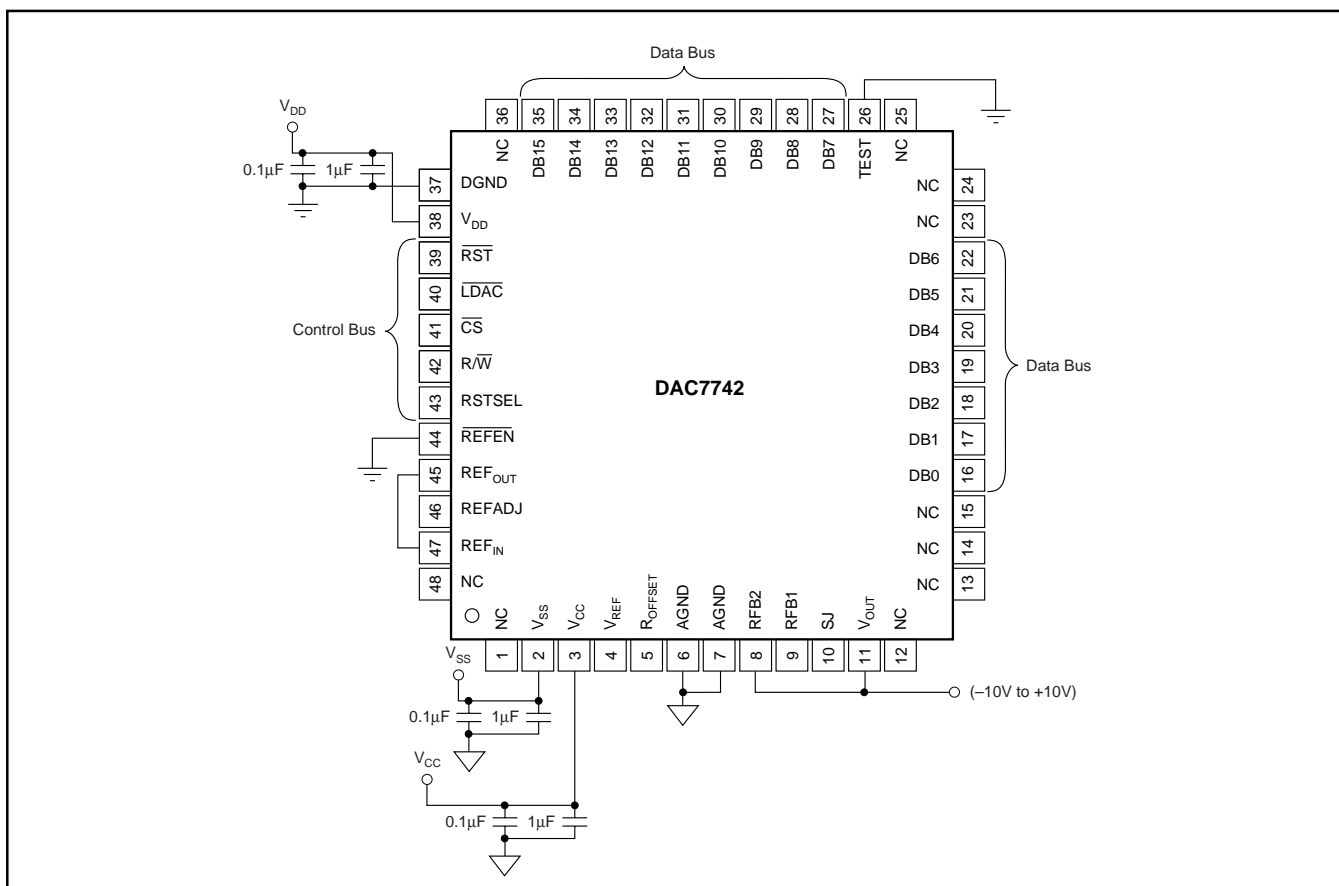 Data Bus
V_DD
36 35 34 33 32 31 30 29 28 27 26 25
NC DB15 DB14 DB13 DB12 DB11 DB10 DB9 DB8 DB7 TEST NC
0.1µF 1µF
37 DGND
38 V_DD
39 R̅S̅T̅
40 L̅D̅A̅C̅
41 C̅S̅
42 R/W̅
43 RSTSEL
44 R̅E̅F̅E̅N̅
45 REF_OUT
46 REFADJ
47 REF_IN
48 NC
Control Bus
DAC7742
NC 24
NC 23
DB6 22
DB5 21
DB4 20
DB3 19
DB2 18
DB1 17
DB0 16
NC 15
NC 14
NC 13
Data Bus
NC V_SS V_CC V_REF R_OFFSET AGND AGND RFB2 RFB1 SJ V_OUT NC
1 2 3 4 5 6 7 8 9 10 11 12
V_SS
0.1µF 1µF
(–10V to +10V)
V_CC
0.1µF 1µF